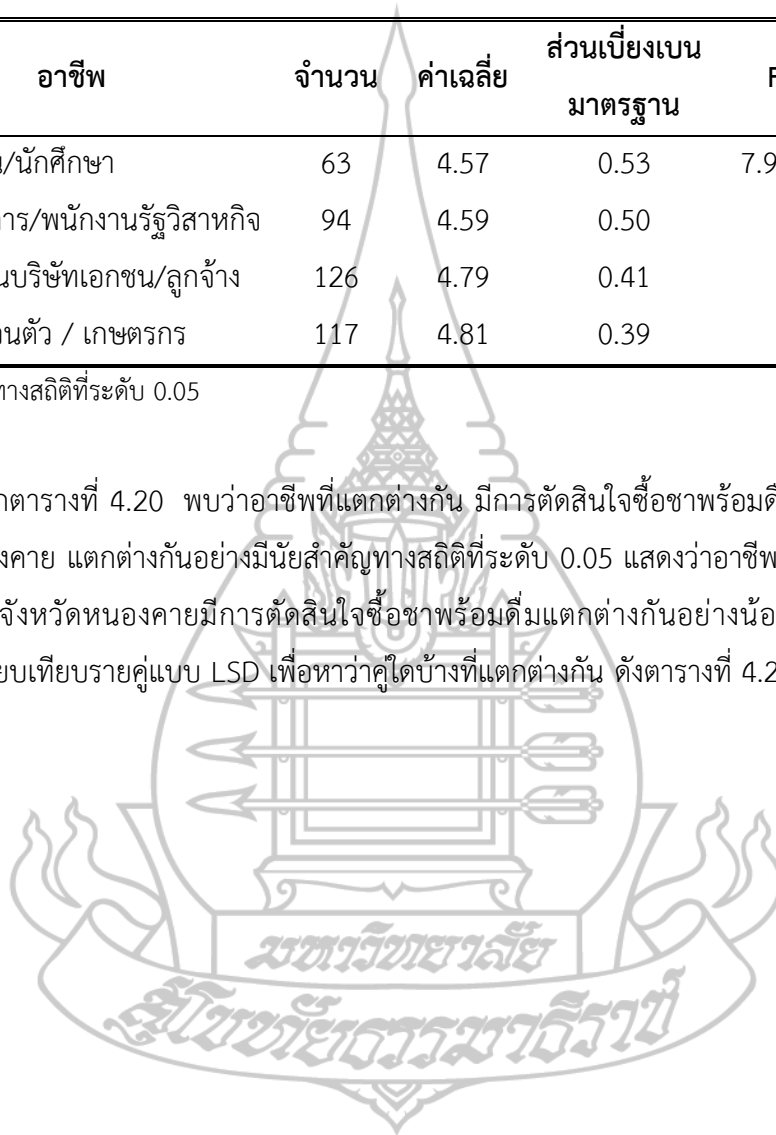 อาชีพ จำนวน ค่าเฉลี่ย ส่วนเบี่ยงเบนมาตรฐาน F
น/นักศึกษา 63 4.57 0.53 7.9
การ/พนักงานรัฐวิสาหกิจ 94 4.59 0.50
นบริษัทเอกชน/ลูกจ้าง 126 4.79 0.41
วนตัว / เกษตรกร 117 4.81 0.39
ทางสถิติที่ระดับ 0.05
กตารางที่ 4.20 พบว่าอาชีพที่แตกต่างกัน มีการตัดสินใจซื้อชาพร้อมดื
งคาย แตกต่างกันอย่างมีนัยสำคัญทางสถิติที่ระดับ 0.05 แสดงว่าอาชีพ
จังหวัดหนองคายมีการตัดสินใจซื้อชาพร้อมดื่มแตกต่างกันอย่างน้อ
ยบเทียบรายคู่แบบ LSD เพื่อหาว่าคู่ใดบ้างที่แตกต่างกัน ดังตารางที่ 4.2
มหาวิทยาลัย
สุโขทัยธรรมาธิราช